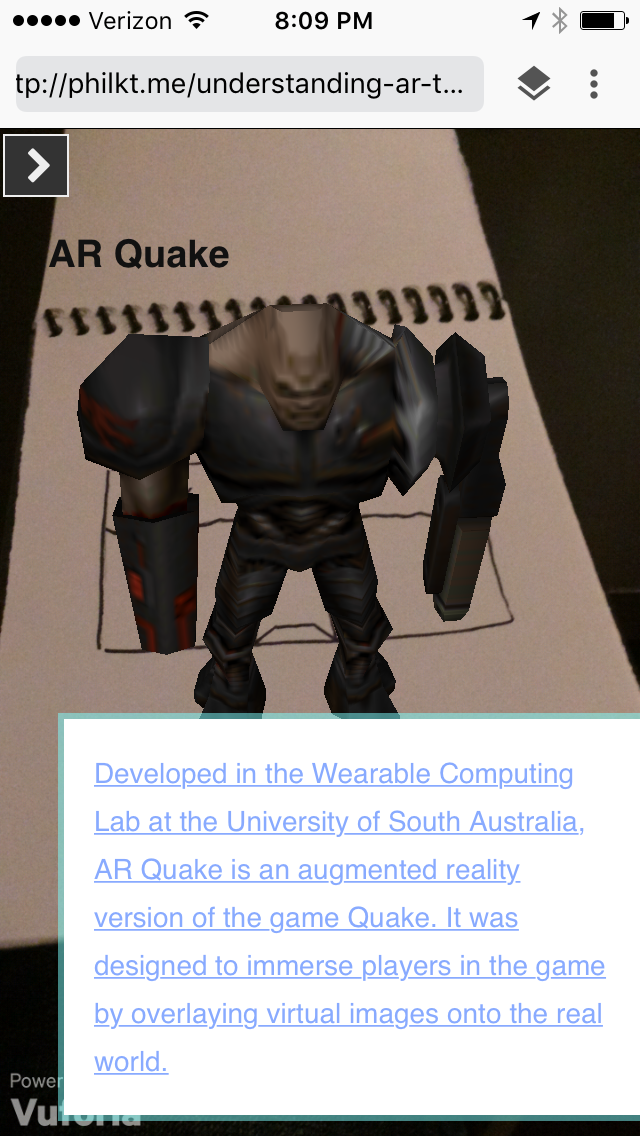 Verizon 8:09 PM
tp://philkt.me/understanding-ar-t...
AR Quake
Developed in the Wearable Computing
Lab at the University of South Australia,
AR Quake is an augmented reality
version of the game Quake. It was
designed to immerse players in the game
by overlaying virtual images onto the real
world.
Power
Vuforia